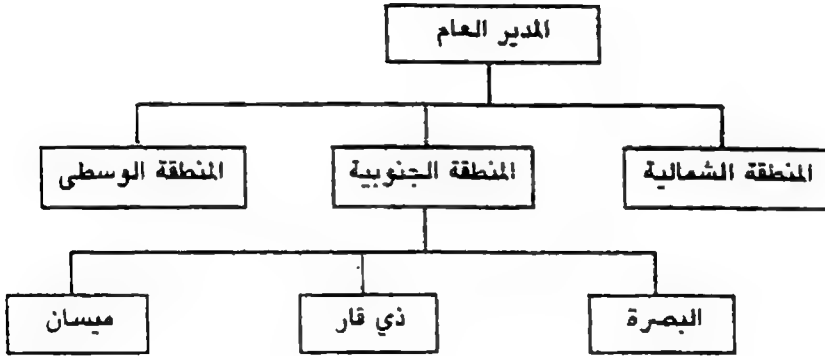 المدير العام
المنطقة الشمالية
المنطقة الجنوبية
المنطقة الوسطى
البصرة
ذي قار
ميسان